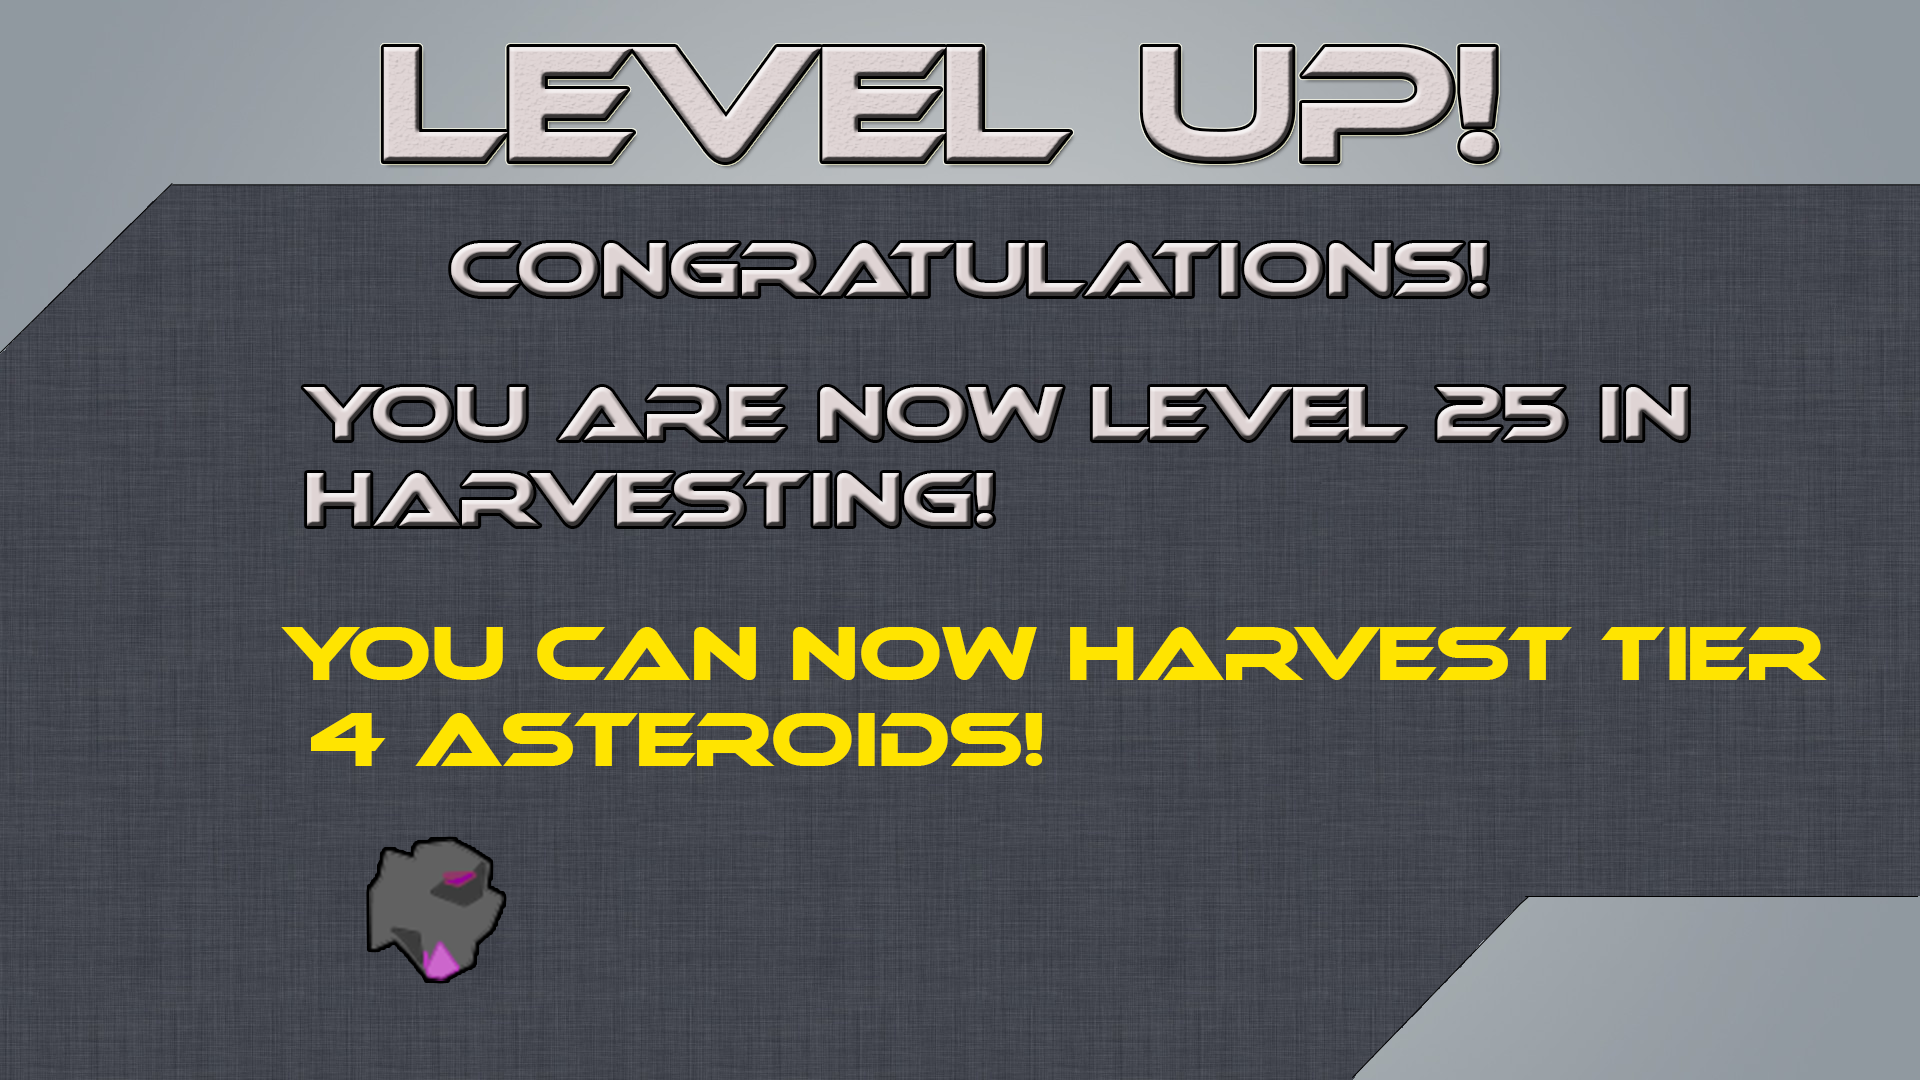 LEVEL UP!
CONGRATULATIONS!
YOU ARE NOW LEVEL 25 IN
HARVESTING!
YOU CAN NOW HARVEST TIER
4 ASTEROIDS!